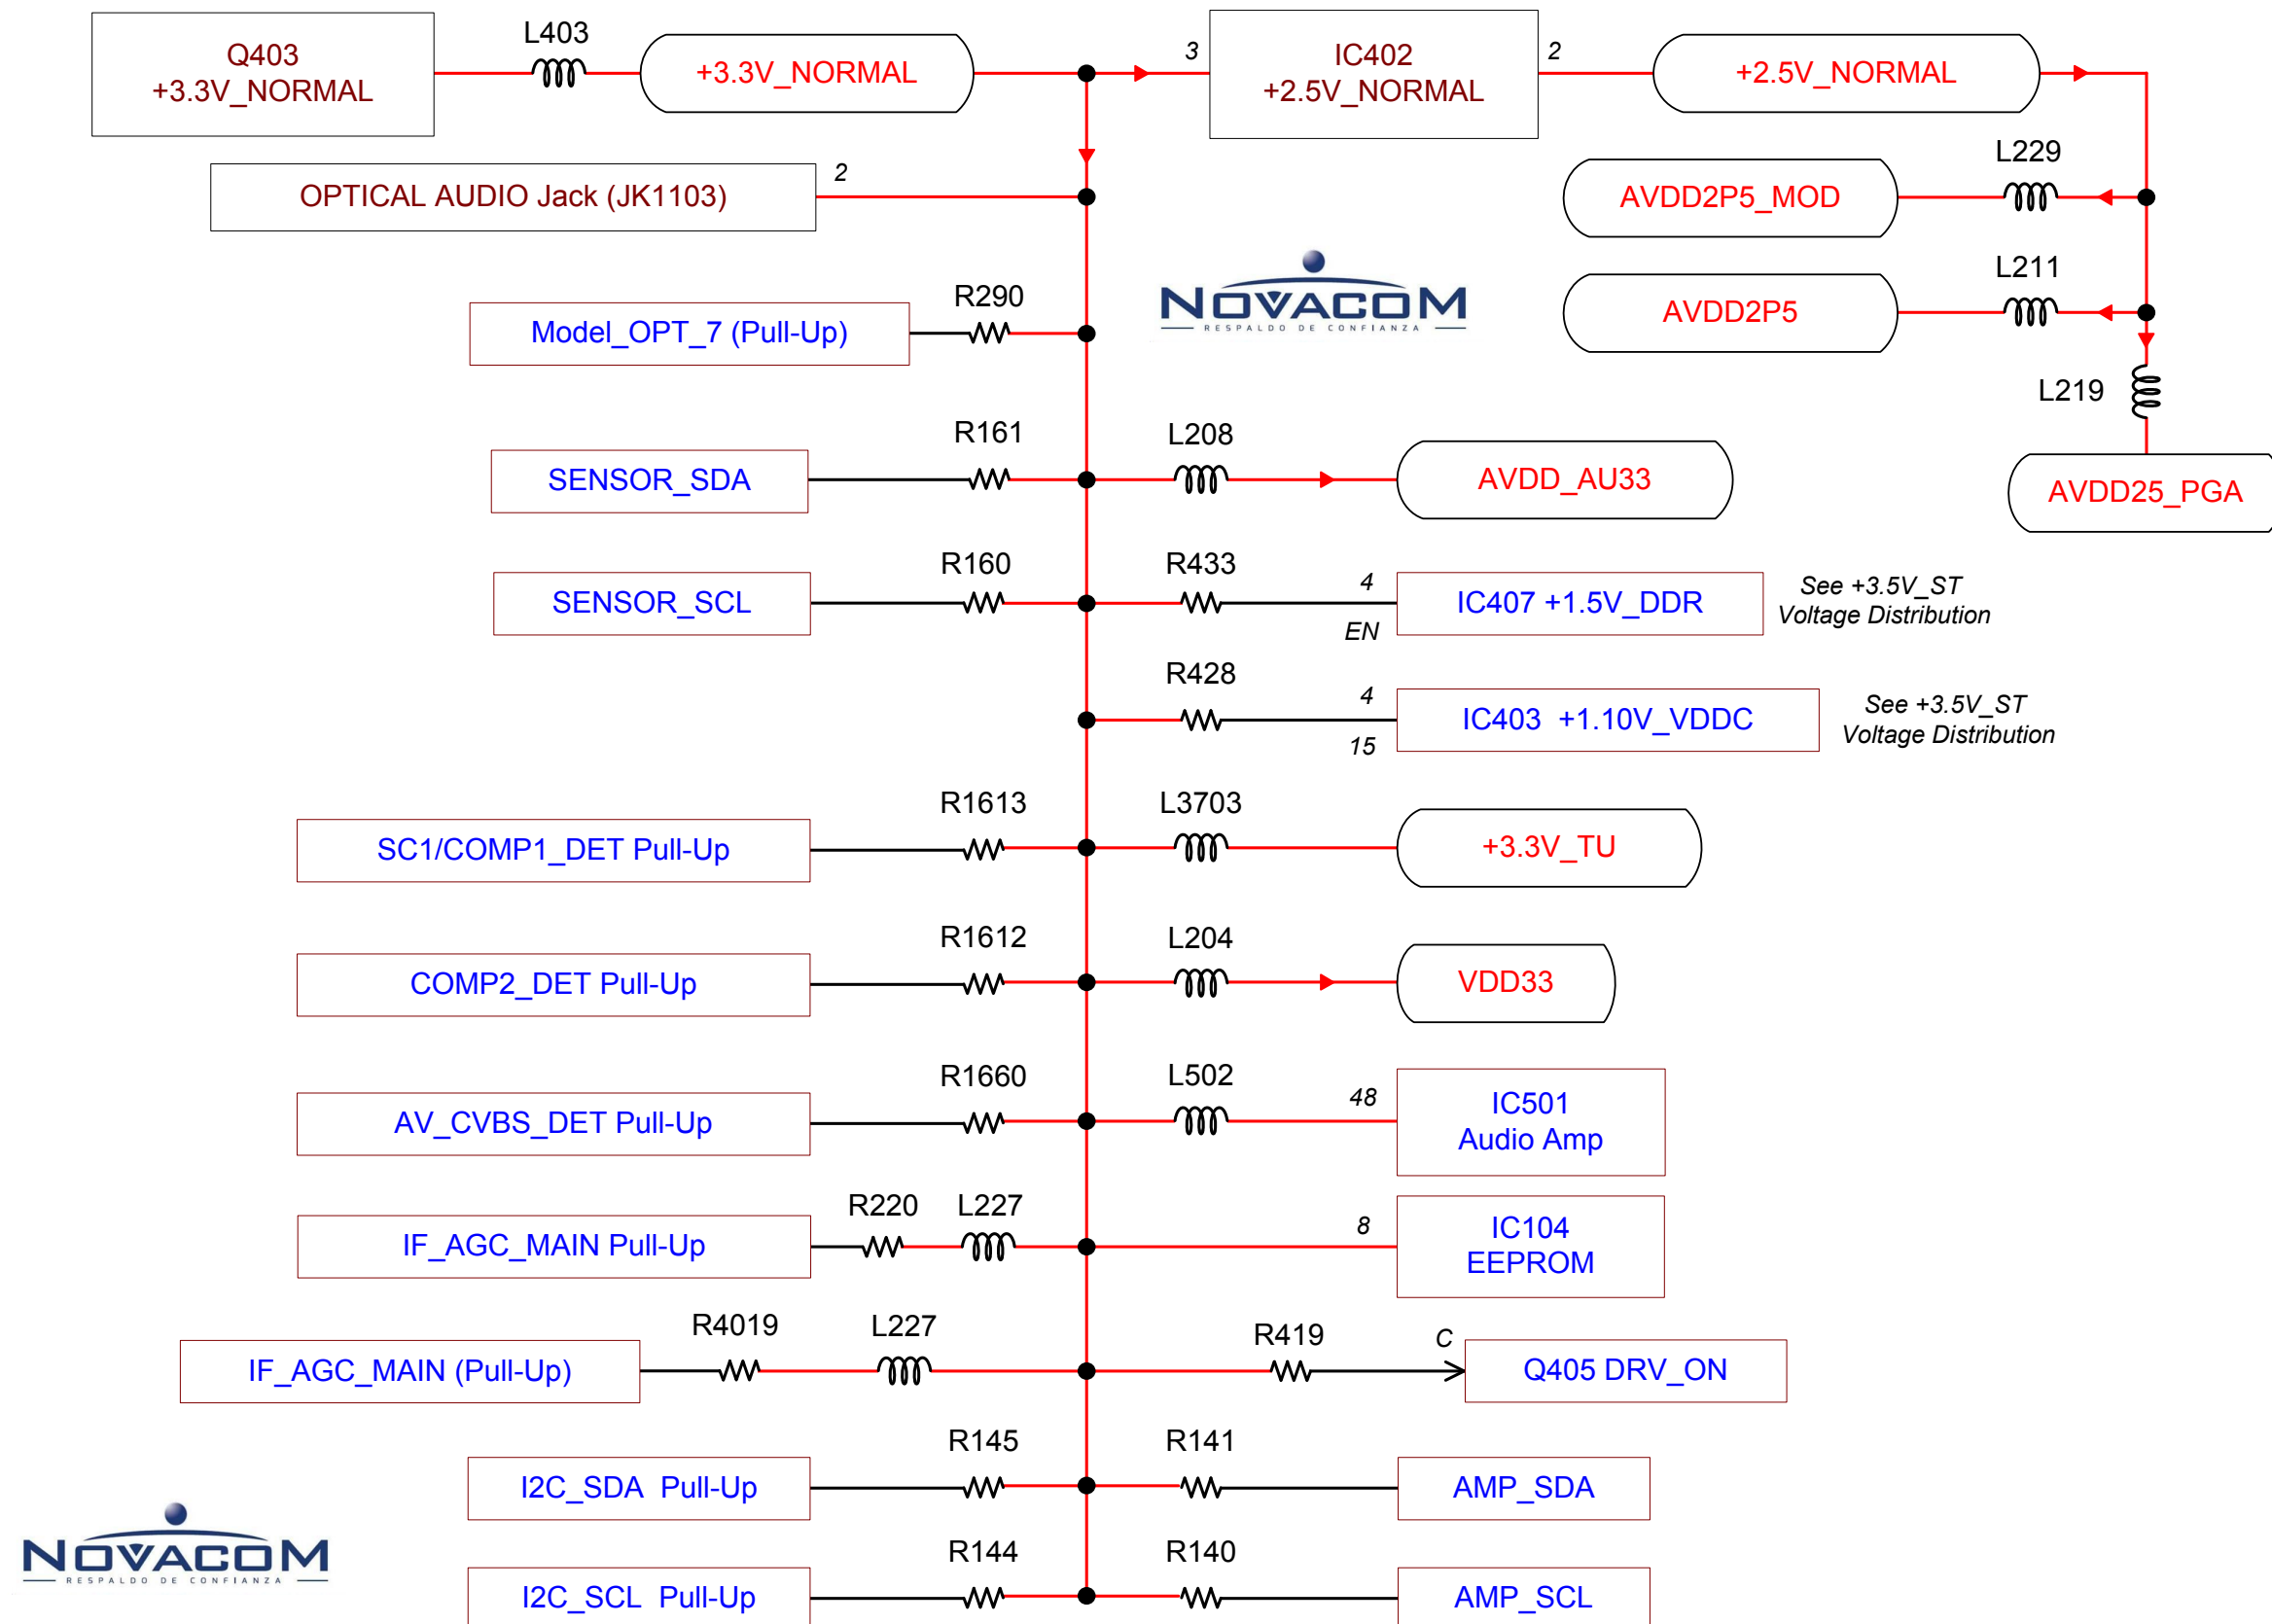 Q403
+3.3V_NORMAL
L403
+3.3V_NORMAL
3
IC402
+2.5V_NORMAL
2
+2.5V_NORMAL
OPTICAL AUDIO Jack (JK1103)
2
AVDD2P5_MOD
L229
NOVACOM
RESPALDO DE CONFIANZA
Model_OPT_7 (Pull-Up)
R290
AVDD2P5
L211
L219
SENSOR_SDA
R161
L208
AVDD_AU33
AVDD25_PGA
SENSOR_SCL
R160
R433
4
EN
IC407 +1.5V_DDR
See +3.5V_ST
Voltage Distribution
R428
4
15
IC403 +1.10V_VDDC
See +3.5V_ST
Voltage Distribution
SC1/COMP1_DET Pull-Up
R1613
L3703
+3.3V_TU
COMP2_DET Pull-Up
R1612
L204
VDD33
AV_CVBS_DET Pull-Up
R1660
L502
48
IC501
Audio Amp
IF_AGC_MAIN Pull-Up
R220
L227
8
IC104
EEPROM
IF_AGC_MAIN (Pull-Up)
R4019
L227
R419
C
Q405 DRV_ON
I2C_SDA Pull-Up
R145
R141
AMP_SDA
NOVACOM
RESPALDO DE CONFIANZA
I2C_SCL Pull-Up
R144
R140
AMP_SCL